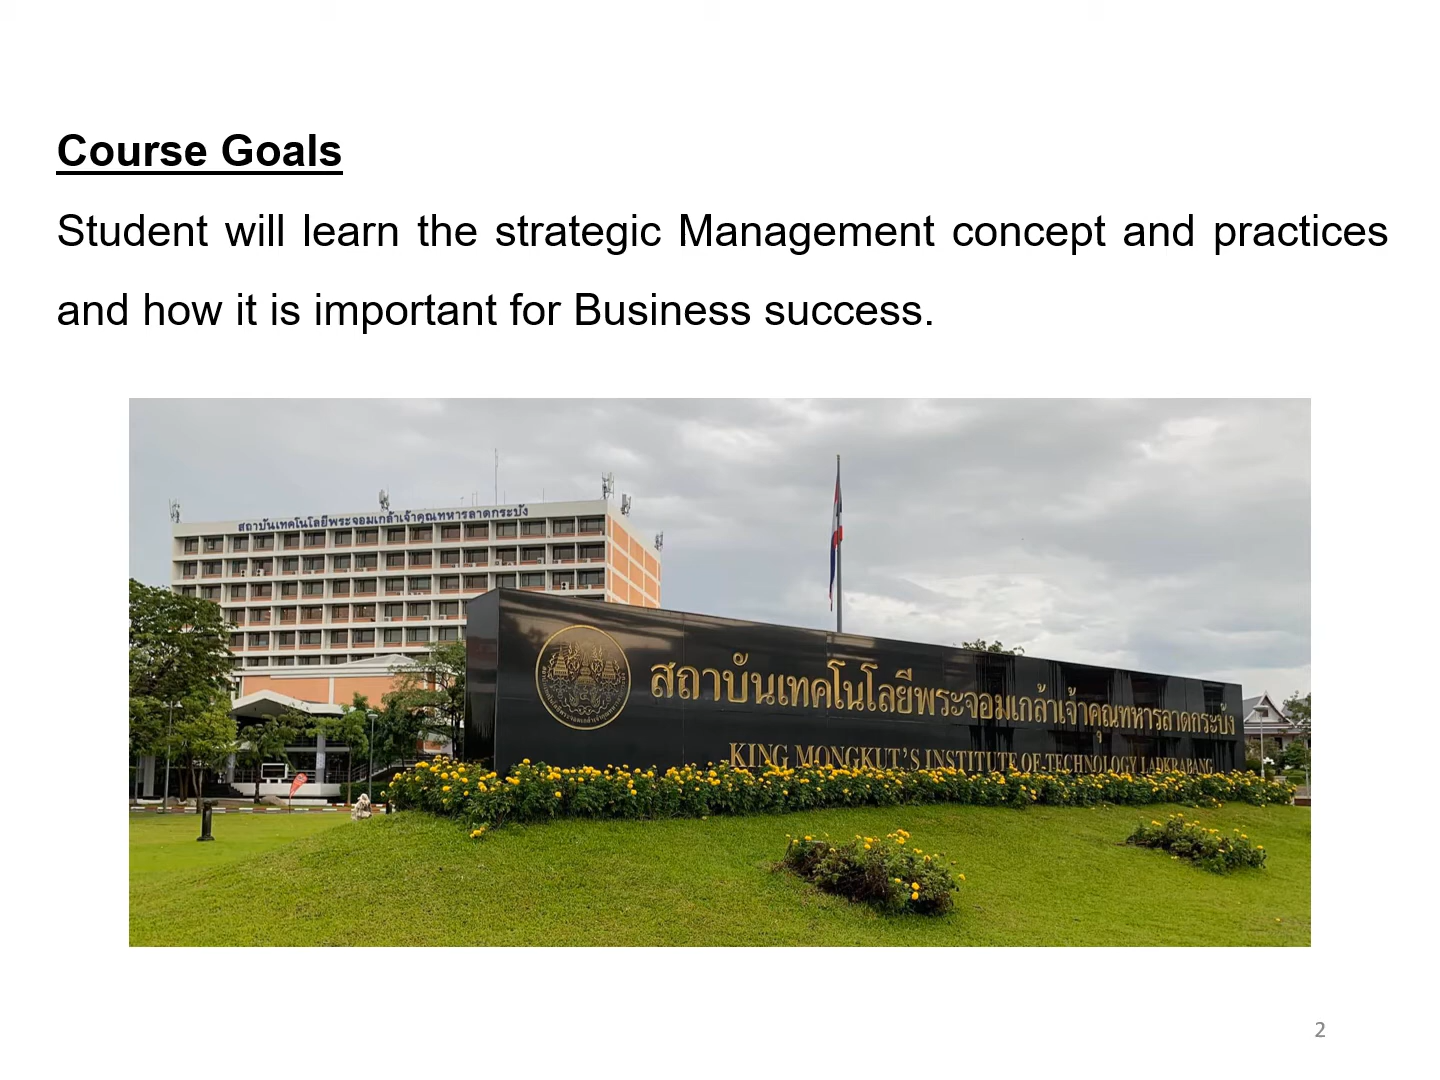 Course Goals
Student will learn the strategic Management concept and practices
and how it is important for Business success.
สถาบันเทคโนโลยีพระจอมเกล้าเจ้าคุณทหารลาดกระบัง
สถาบันเทคโนโลยีพระจอมเกล้าเจ้าคุณทหารลาดกระบัง
KING MONGKUT'S INSTITUTE OF TECHNOLOGY LADKRABANG
2